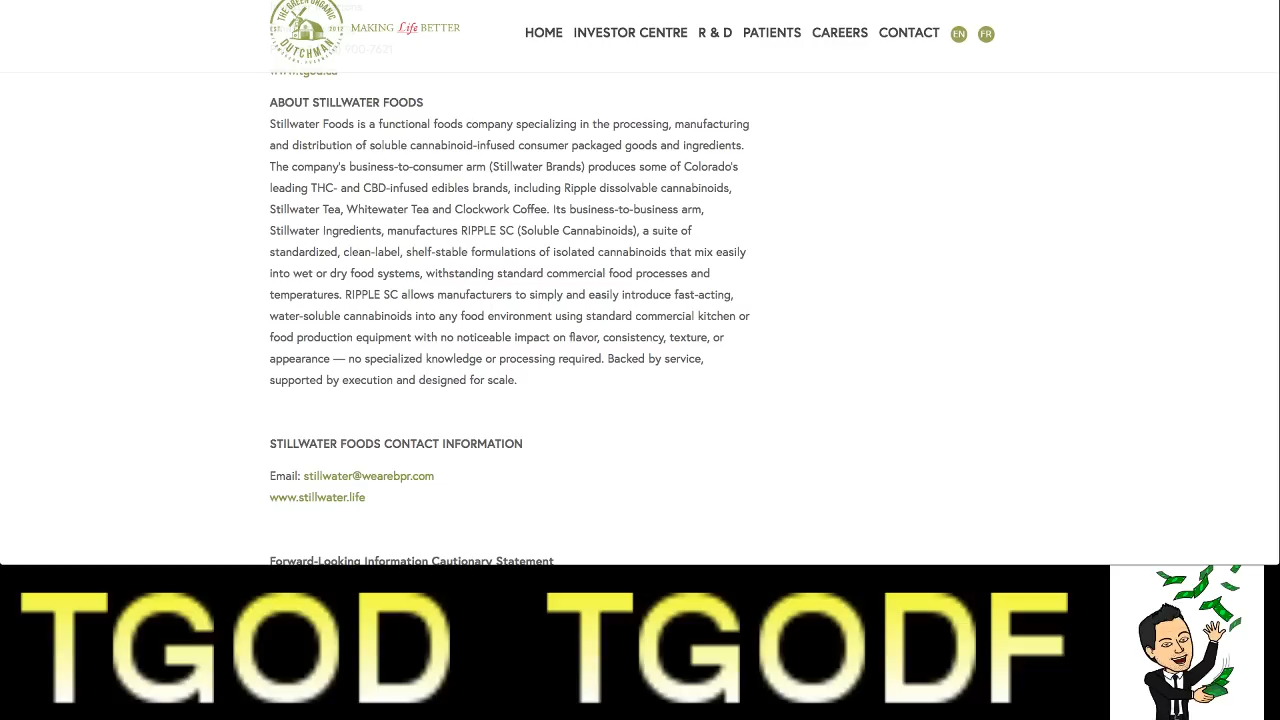 THE GREEN ORGANIC
EST. 2012
DUTCHMAN
MAKING Life BETTER
HOME INVESTOR CENTRE R & D PATIENTS CAREERS CONTACT EN FR
900-7621
www.tgod.ca
ABOUT STILLWATER FOODS
Stillwater Foods is a functional foods company specializing in the processing, manufacturing
and distribution of soluble cannabinoid-infused consumer packaged goods and ingredients.
The company's business-to-consumer arm (Stillwater Brands) produces some of Colorado's
leading THC- and CBD-infused edibles brands, including Ripple dissolvable cannabinoids,
Stillwater Tea, Whitewater Tea and Clockwork Coffee. Its business-to-business arm,
Stillwater Ingredients, manufactures RIPPLE SC (Soluble Cannabinoids), a suite of
standardized, clean-label, shelf-stable formulations of isolated cannabinoids that mix easily
into wet or dry food systems, withstanding standard commercial food processes and
temperatures. RIPPLE SC allows manufacturers to simply and easily introduce fast-acting,
water-soluble cannabinoids into any food environment using standard commercial kitchen or
food production equipment with no noticeable impact on flavor, consistency, texture, or
appearance — no specialized knowledge or processing required. Backed by service,
supported by execution and designed for scale.
STILLWATER FOODS CONTACT INFORMATION
Email: stillwater@wearebpr.com
www.stillwater.life
Forward-Looking Information Cautionary Statement
TGOD TGODF